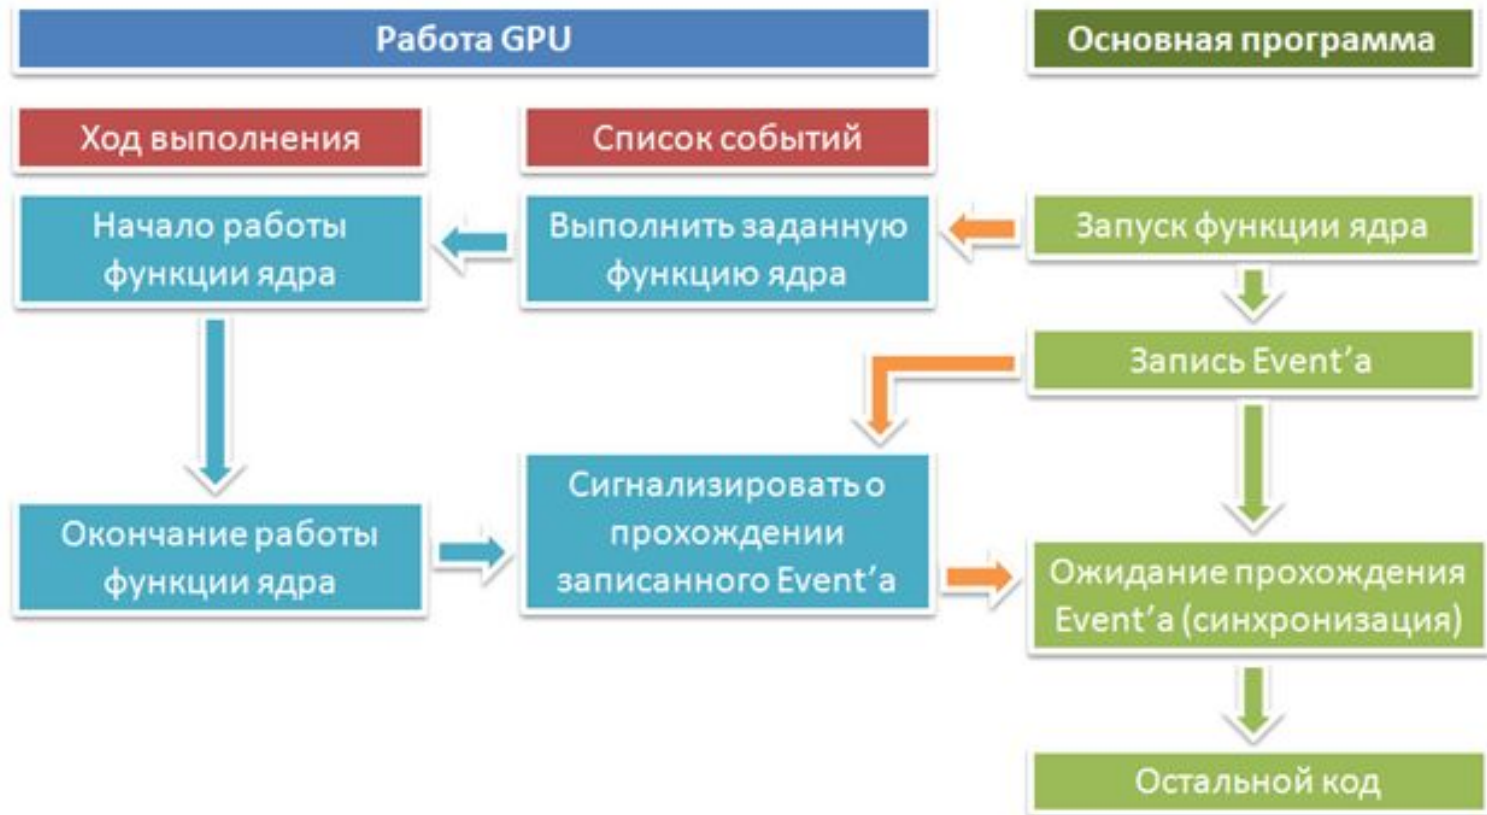 Работа GPU
Основная программа
Ход выполнения
Список событий
Начало работы
функции ядра
Выполнить заданную
функцию ядра
Запуск функции ядра
Запись Event’а
Окончание работы
функции ядра
Сигнализировать о
прохождении
записанного Event’а
Ожидание прохождения
Event’а (синхронизация)
Остальной код